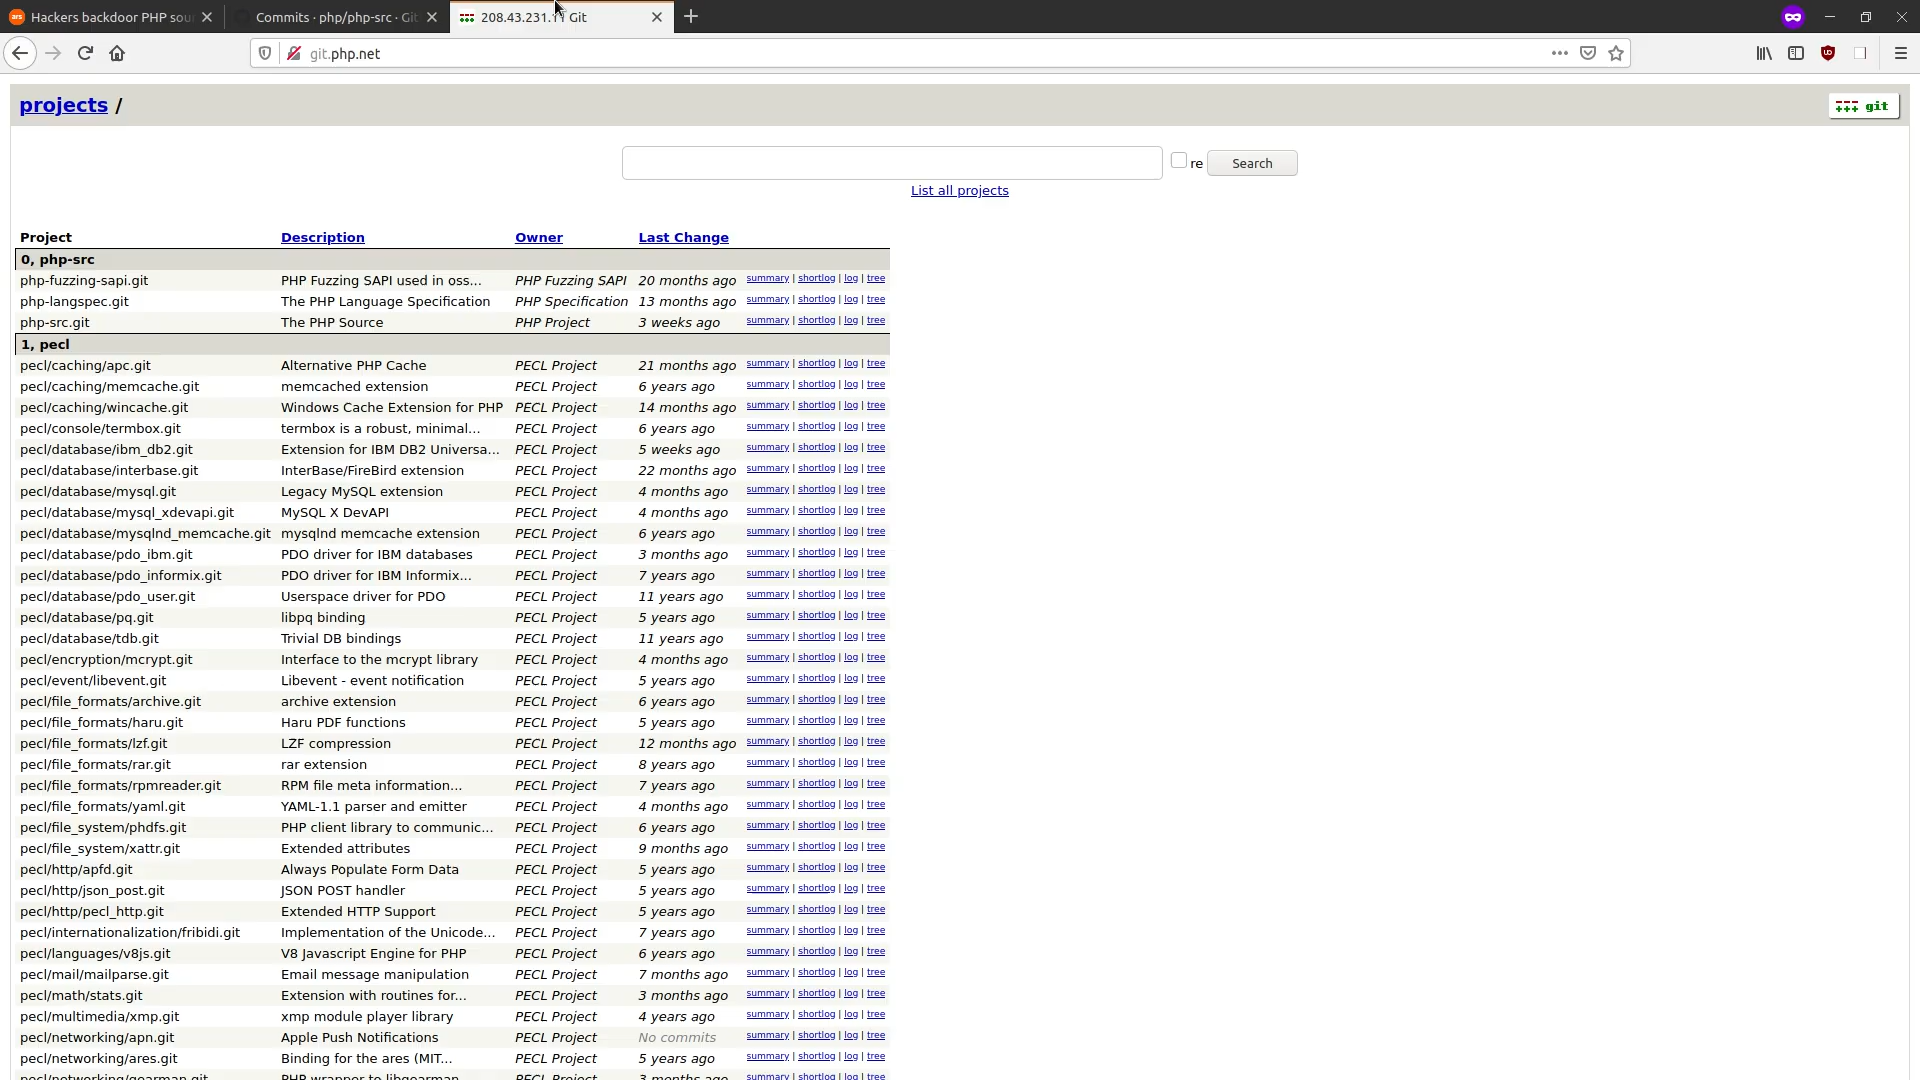 Hackers backdoor PHP sou
Commits · php/php-src · Git
208.43.231.11 Git
git.php.net
projects /
git
re
Search
List all projects
Project Description Owner Last Change
0, php-src
php-fuzzing-sapi.git PHP Fuzzing SAPI used in oss... PHP Fuzzing SAPI 20 months ago summary | shortlog | log | tree
php-langspec.git The PHP Language Specification PHP Specification 13 months ago summary | shortlog | log | tree
php-src.git The PHP Source PHP Project 3 weeks ago summary | shortlog | log | tree
1, pecl
pecl/caching/apc.git Alternative PHP Cache PECL Project 21 months ago summary | shortlog | log | tree
pecl/caching/memcache.git memcached extension PECL Project 6 years ago summary | shortlog | log | tree
pecl/caching/wincache.git Windows Cache Extension for PHP PECL Project 14 months ago summary | shortlog | log | tree
pecl/console/termbox.git termbox is a robust, minimal... PECL Project 6 years ago summary | shortlog | log | tree
pecl/database/ibm_db2.git Extension for IBM DB2 Universa... PECL Project 5 weeks ago summary | shortlog | log | tree
pecl/database/interbase.git InterBase/FireBird extension PECL Project 22 months ago summary | shortlog | log | tree
pecl/database/mysql.git Legacy MySQL extension PECL Project 4 months ago summary | shortlog | log | tree
pecl/database/mysql_xdevapi.git MySQL X DevAPI PECL Project 4 months ago summary | shortlog | log | tree
pecl/database/mysqlnd_memcache.git mysqlnd memcache extension PECL Project 6 years ago summary | shortlog | log | tree
pecl/database/pdo_ibm.git PDO driver for IBM databases PECL Project 3 months ago summary | shortlog | log | tree
pecl/database/pdo_informix.git PDO driver for IBM Informix... PECL Project 7 years ago summary | shortlog | log | tree
pecl/database/pdo_user.git Userspace driver for PDO PECL Project 11 years ago summary | shortlog | log | tree
pecl/database/pq.git libpq binding PECL Project 5 years ago summary | shortlog | log | tree
pecl/database/tdb.git Trivial DB bindings PECL Project 11 years ago summary | shortlog | log | tree
pecl/encryption/mcrypt.git Interface to the mcrypt library PECL Project 4 months ago summary | shortlog | log | tree
pecl/event/libevent.git Libevent - event notification PECL Project 5 years ago summary | shortlog | log | tree
pecl/file_formats/archive.git archive extension PECL Project 6 years ago summary | shortlog | log | tree
pecl/file_formats/haru.git Haru PDF functions PECL Project 5 years ago summary | shortlog | log | tree
pecl/file_formats/lzf.git LZF compression PECL Project 12 months ago summary | shortlog | log | tree
pecl/file_formats/rar.git rar extension PECL Project 8 years ago summary | shortlog | log | tree
pecl/file_formats/rpmreader.git RPM file meta information... PECL Project 7 years ago summary | shortlog | log | tree
pecl/file_formats/yaml.git YAML-1.1 parser and emitter PECL Project 4 months ago summary | shortlog | log | tree
pecl/file_system/phdfs.git PHP client library to communic... PECL Project 6 years ago summary | shortlog | log | tree
pecl/file_system/xattr.git Extended attributes PECL Project 9 months ago summary | shortlog | log | tree
pecl/http/apfd.git Always Populate Form Data PECL Project 5 years ago summary | shortlog | log | tree
pecl/http/json_post.git JSON POST handler PECL Project 5 years ago summary | shortlog | log | tree
pecl/http/pecl_http.git Extended HTTP Support PECL Project 5 years ago summary | shortlog | log | tree
pecl/internationalization/fribidi.git Implementation of the Unicode... PECL Project 7 years ago summary | shortlog | log | tree
pecl/languages/v8js.git V8 Javascript Engine for PHP PECL Project 6 years ago summary | shortlog | log | tree
pecl/mail/mailparse.git Email message manipulation PECL Project 7 months ago summary | shortlog | log | tree
pecl/math/stats.git Extension with routines for... PECL Project 3 months ago summary | shortlog | log | tree
pecl/multimedia/xmp.git xmp module player library PECL Project 4 years ago summary | shortlog | log | tree
pecl/networking/apn.git Apple Push Notifications PECL Project No commits summary | shortlog | log | tree
pecl/networking/ares.git Binding for the ares (MIT... PECL Project 5 years ago summary | shortlog | log | tree
pecl/networking/gearman.git PHP wrapper to libgearman PECL Project 3 months ago summary | shortlog | log | tree